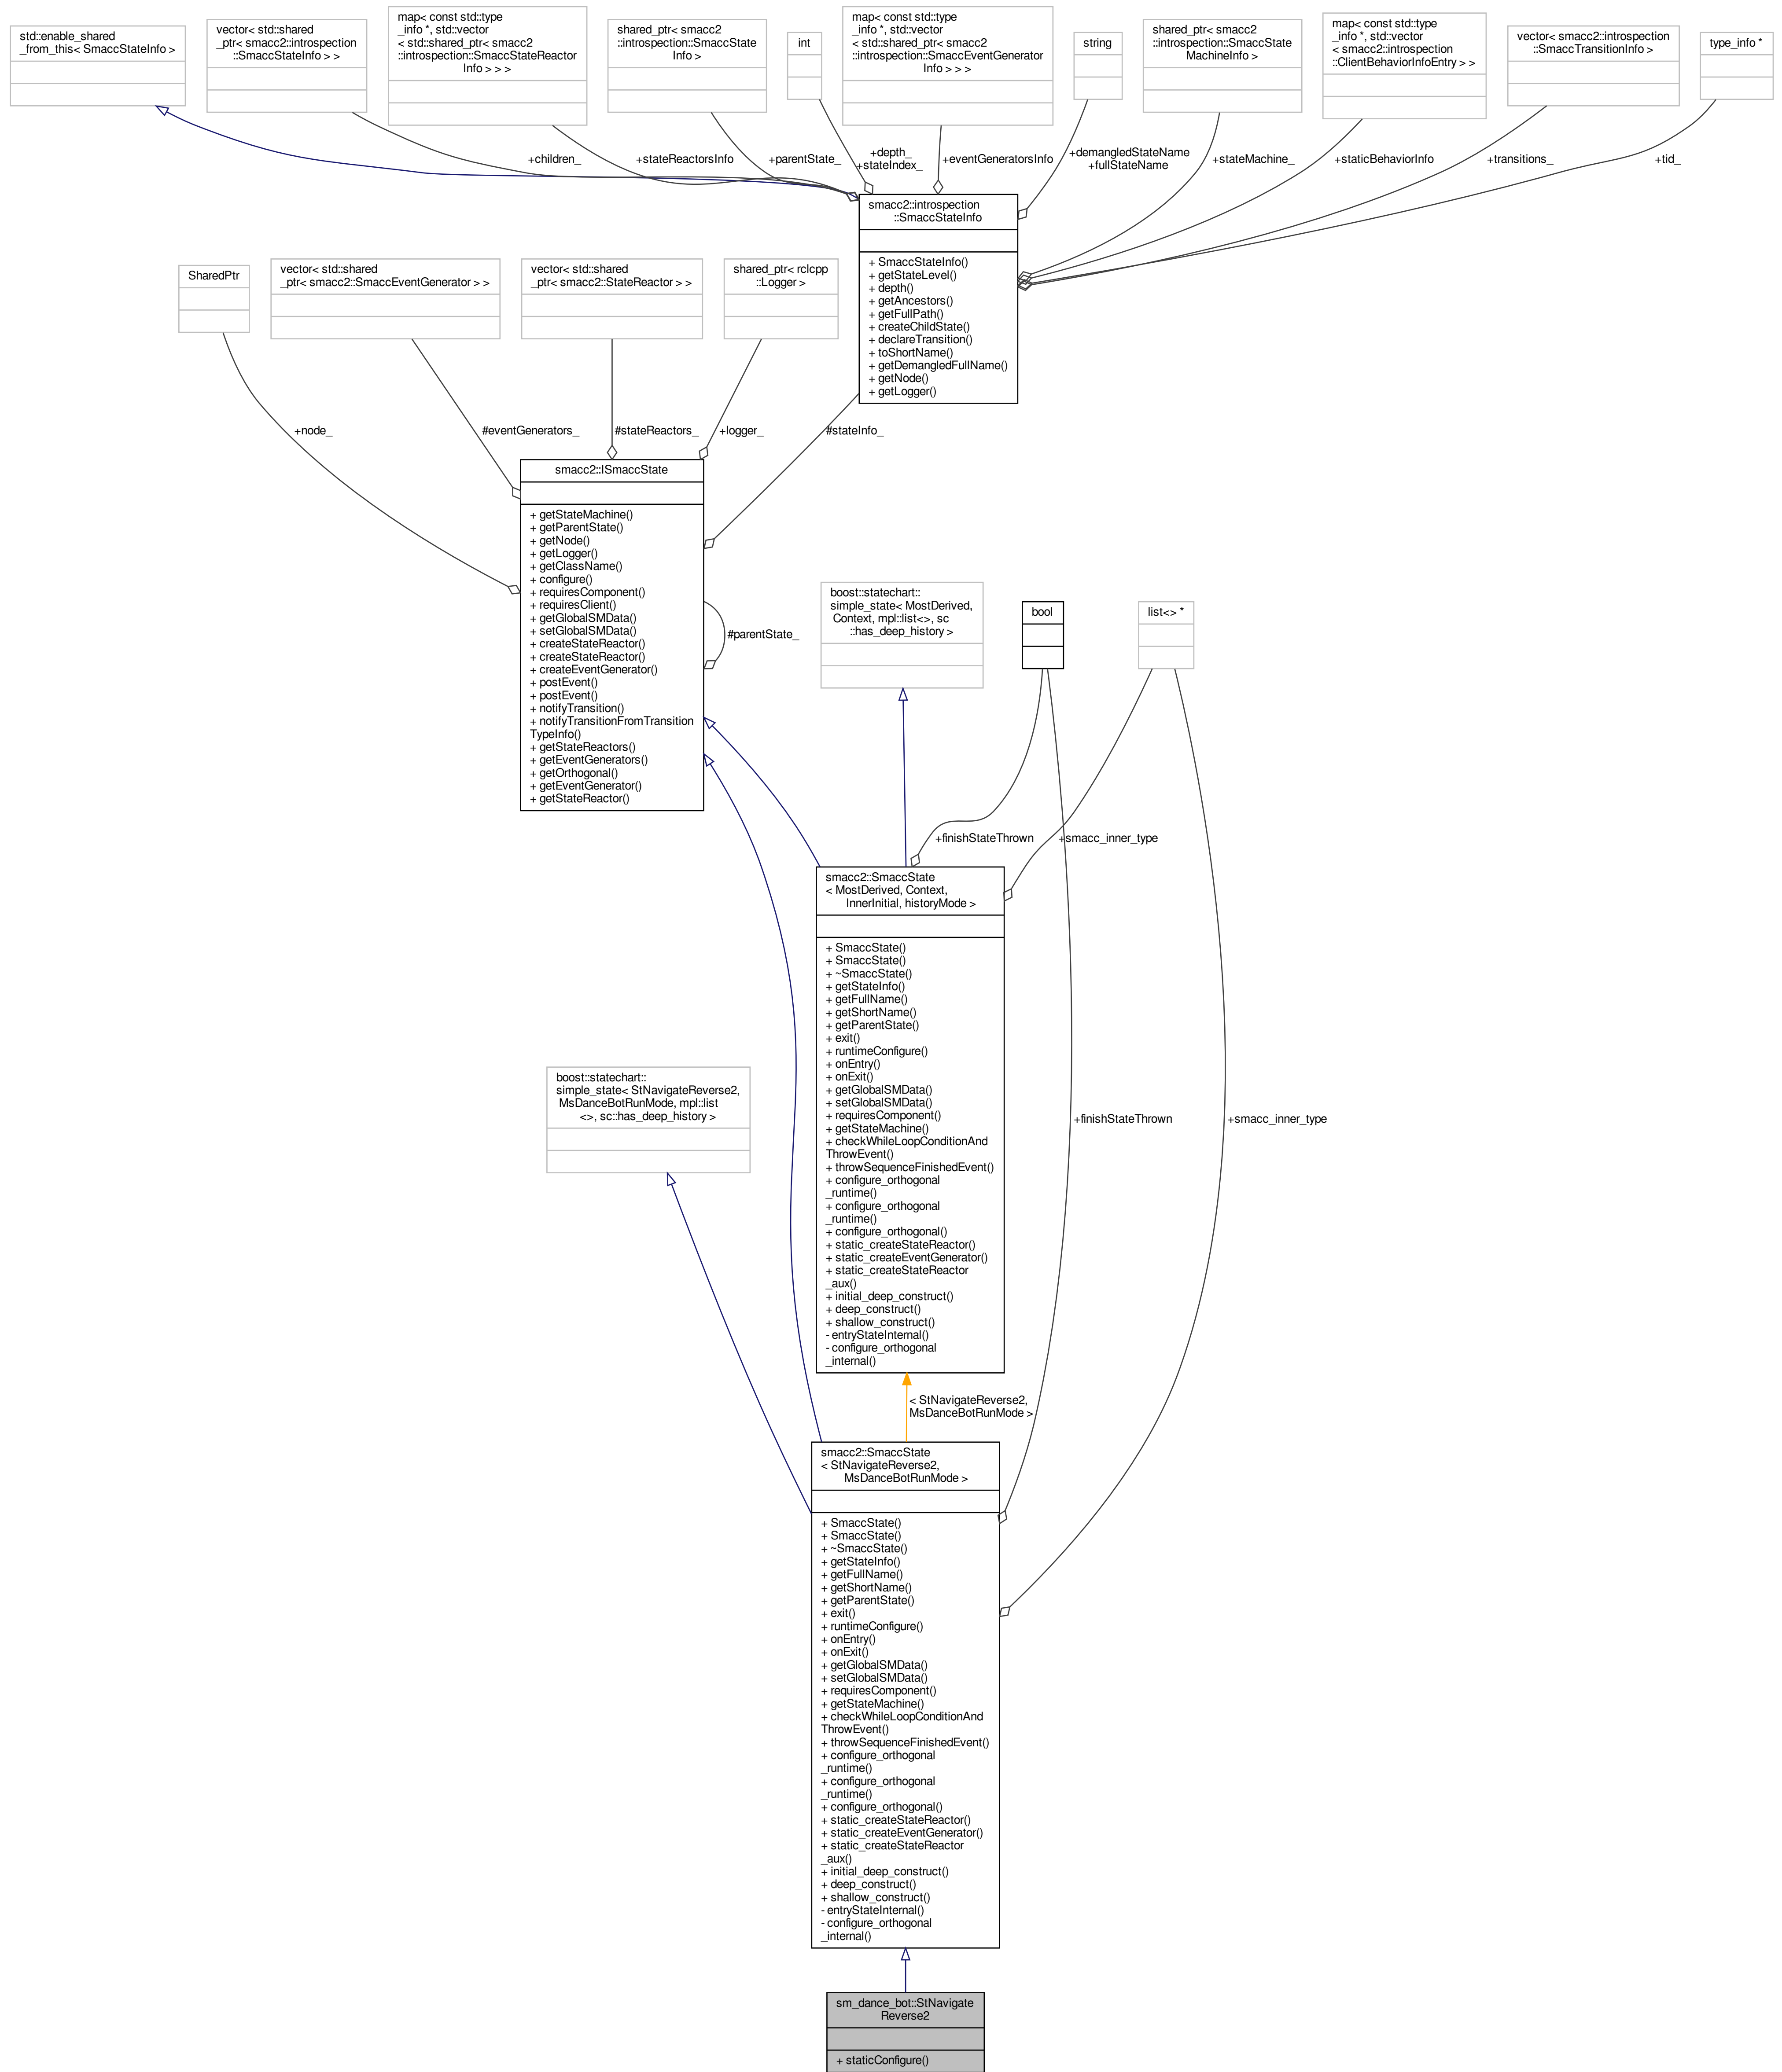 std::enable_shared
_from_this< SmaccStateInfo >
vector< std::shared
_ptr< smacc2::introspection
::SmaccStateInfo > >
map< const std::type
_info *, std::vector
< std::shared_ptr< smacc2
::introspection::SmaccStateReactor
Info > > >
shared_ptr< smacc2
::introspection::SmaccState
Info >
int
map< const std::type
_info *, std::vector
< std::shared_ptr< smacc2
::introspection::SmaccEventGenerator
Info > > >
string
shared_ptr< smacc2
::introspection::SmaccState
MachineInfo >
map< const std::type
_info *, std::vector
< smacc2::introspection
::ClientBehaviorInfoEntry > >
vector< smacc2::introspection
::SmaccTransitionInfo >
type_info *
+children_
+stateReactorsInfo
+parentState_
+depth_
+stateIndex_
+eventGeneratorsInfo
+demangledStateName
+fullStateName
+stateMachine_
+staticBehaviorInfo
+transitions_
+tid_
smacc2::introspection
::SmaccStateInfo
+ SmaccStateInfo()
+ getStateLevel()
+ depth()
+ getAncestors()
+ getFullPath()
+ createChildState()
+ declareTransition()
+ toShortName()
+ getDemangledFullName()
+ getNode()
+ getLogger()
SharedPtr
vector< std::shared
_ptr< smacc2::SmaccEventGenerator > >
vector< std::shared
_ptr< smacc2::StateReactor > >
shared_ptr< rclcpp
::Logger >
+node_
#eventGenerators_
#stateReactors_
+logger_
#stateInfo_
smacc2::ISmaccState
+ getStateMachine()
+ getParentState()
+ getNode()
+ getLogger()
+ getClassName()
+ configure()
+ requiresComponent()
+ requiresClient()
+ getGlobalSMData()
+ setGlobalSMData()
+ createStateReactor()
+ createStateReactor()
+ createEventGenerator()
+ postEvent()
+ postEvent()
+ notifyTransition()
+ notifyTransitionFromTransition
TypeInfo()
+ getStateReactors()
+ getEventGenerators()
+ getOrthogonal()
+ getEventGenerator()
+ getStateReactor()
#parentState_
boost::statechart::
simple_state< MostDerived,
Context, mpl::list<>, sc
::has_deep_history >
bool
list<> *
+finishStateThrown
+smacc_inner_type
smacc2::SmaccState
< MostDerived, Context,
InnerInitial, historyMode >
+ SmaccState()
+ SmaccState()
+ ~SmaccState()
+ getStateInfo()
+ getFullName()
+ getShortName()
+ getParentState()
+ exit()
+ runtimeConfigure()
+ onEntry()
+ onExit()
+ getGlobalSMData()
+ setGlobalSMData()
+ requiresComponent()
+ getStateMachine()
+ checkWhileLoopConditionAnd
ThrowEvent()
+ throwSequenceFinishedEvent()
+ configure_orthogonal
_runtime()
+ configure_orthogonal
_runtime()
+ configure_orthogonal()
+ static_createStateReactor()
+ static_createEventGenerator()
+ static_createStateReactor
_aux()
+ initial_deep_construct()
+ deep_construct()
+ shallow_construct()
- entryStateInternal()
- configure_orthogonal
_internal()
boost::statechart::
simple_state< StNavigateReverse2,
MsDanceBotRunMode, mpl::list
<>, sc::has_deep_history >
+finishStateThrown
+smacc_inner_type
< StNavigateReverse2,
MsDanceBotRunMode >
smacc2::SmaccState
< StNavigateReverse2,
MsDanceBotRunMode >
+ SmaccState()
+ SmaccState()
+ ~SmaccState()
+ getStateInfo()
+ getFullName()
+ getShortName()
+ getParentState()
+ exit()
+ runtimeConfigure()
+ onEntry()
+ onExit()
+ getGlobalSMData()
+ setGlobalSMData()
+ requiresComponent()
+ getStateMachine()
+ checkWhileLoopConditionAnd
ThrowEvent()
+ throwSequenceFinishedEvent()
+ configure_orthogonal
_runtime()
+ configure_orthogonal
_runtime()
+ configure_orthogonal()
+ static_createStateReactor()
+ static_createEventGenerator()
+ static_createStateReactor
_aux()
+ initial_deep_construct()
+ deep_construct()
+ shallow_construct()
- entryStateInternal()
- configure_orthogonal
_internal()
sm_dance_bot::StNavigate
Reverse2
+ staticConfigure()